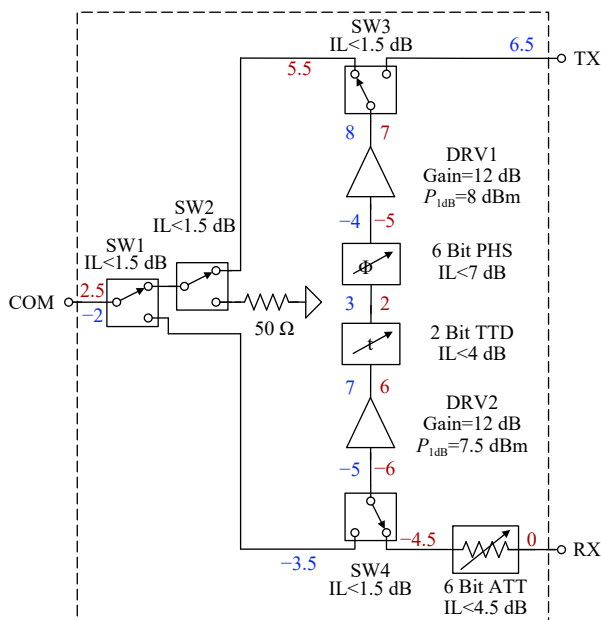 SW3
IL<1.5 dB
6.5
TX
5.5
8 7
DRV1
Gain=12 dB
P1dB=8 dBm
SW2
IL<1.5 dB
−4 −5
SW1
IL<1.5 dB
Φ
6 Bit PHS
IL<7 dB
COM
2.5
−2
50 Ω
3 2
t
2 Bit TTD
IL<4 dB
7 6
DRV2
Gain=12 dB
P1dB=7.5 dBm
−5 −6
−4.5
0
RX
−3.5
SW4
IL<1.5 dB
6 Bit ATT
IL<4.5 dB